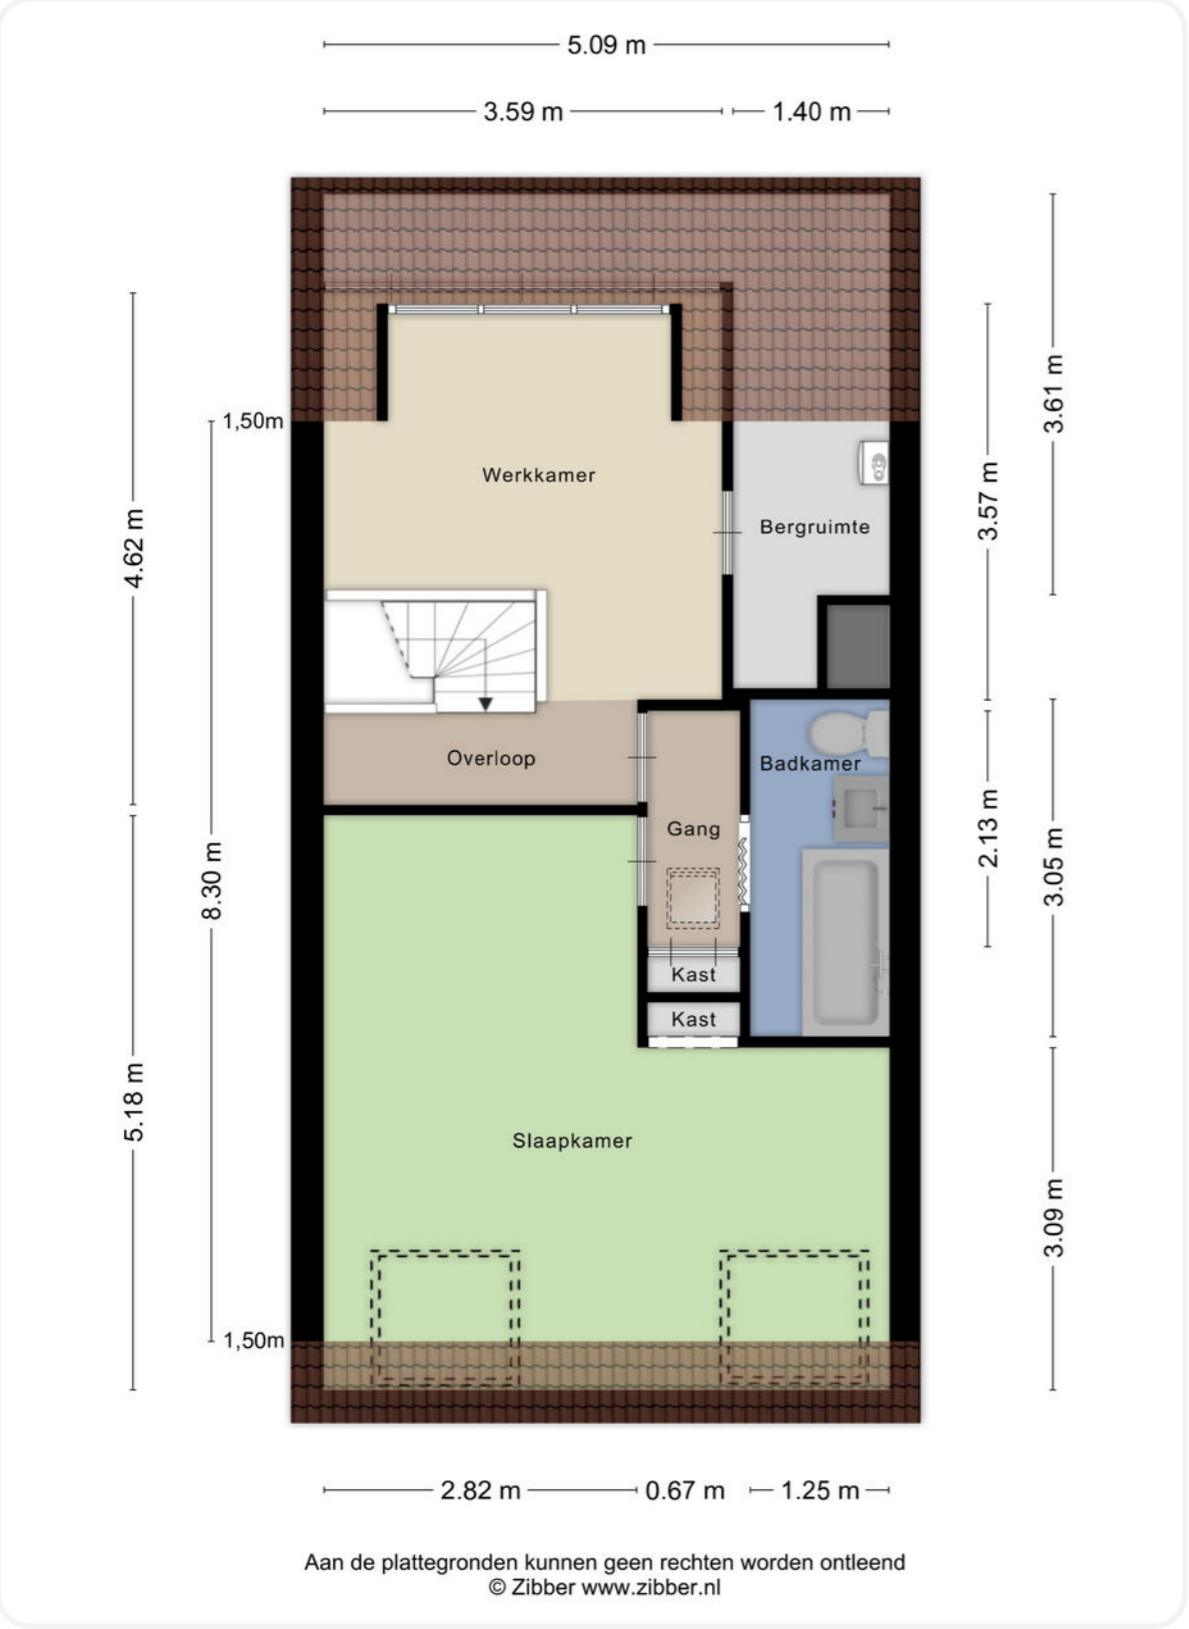 5.09 m
3.59 m
1.40 m
1,50m
3.61 m
Werkkamer
3.57 m
Bergruimte
4.62 m
Overloop
Badkamer
Gang
2.13 m
3.05 m
8.30 m
Kast
Kast
5.18 m
Slaapkamer
3.09 m
1,50m
2.82 m
0.67 m
1.25 m
Aan de plattegronden kunnen geen rechten worden ontleend
© Zibber www.zibber.nl